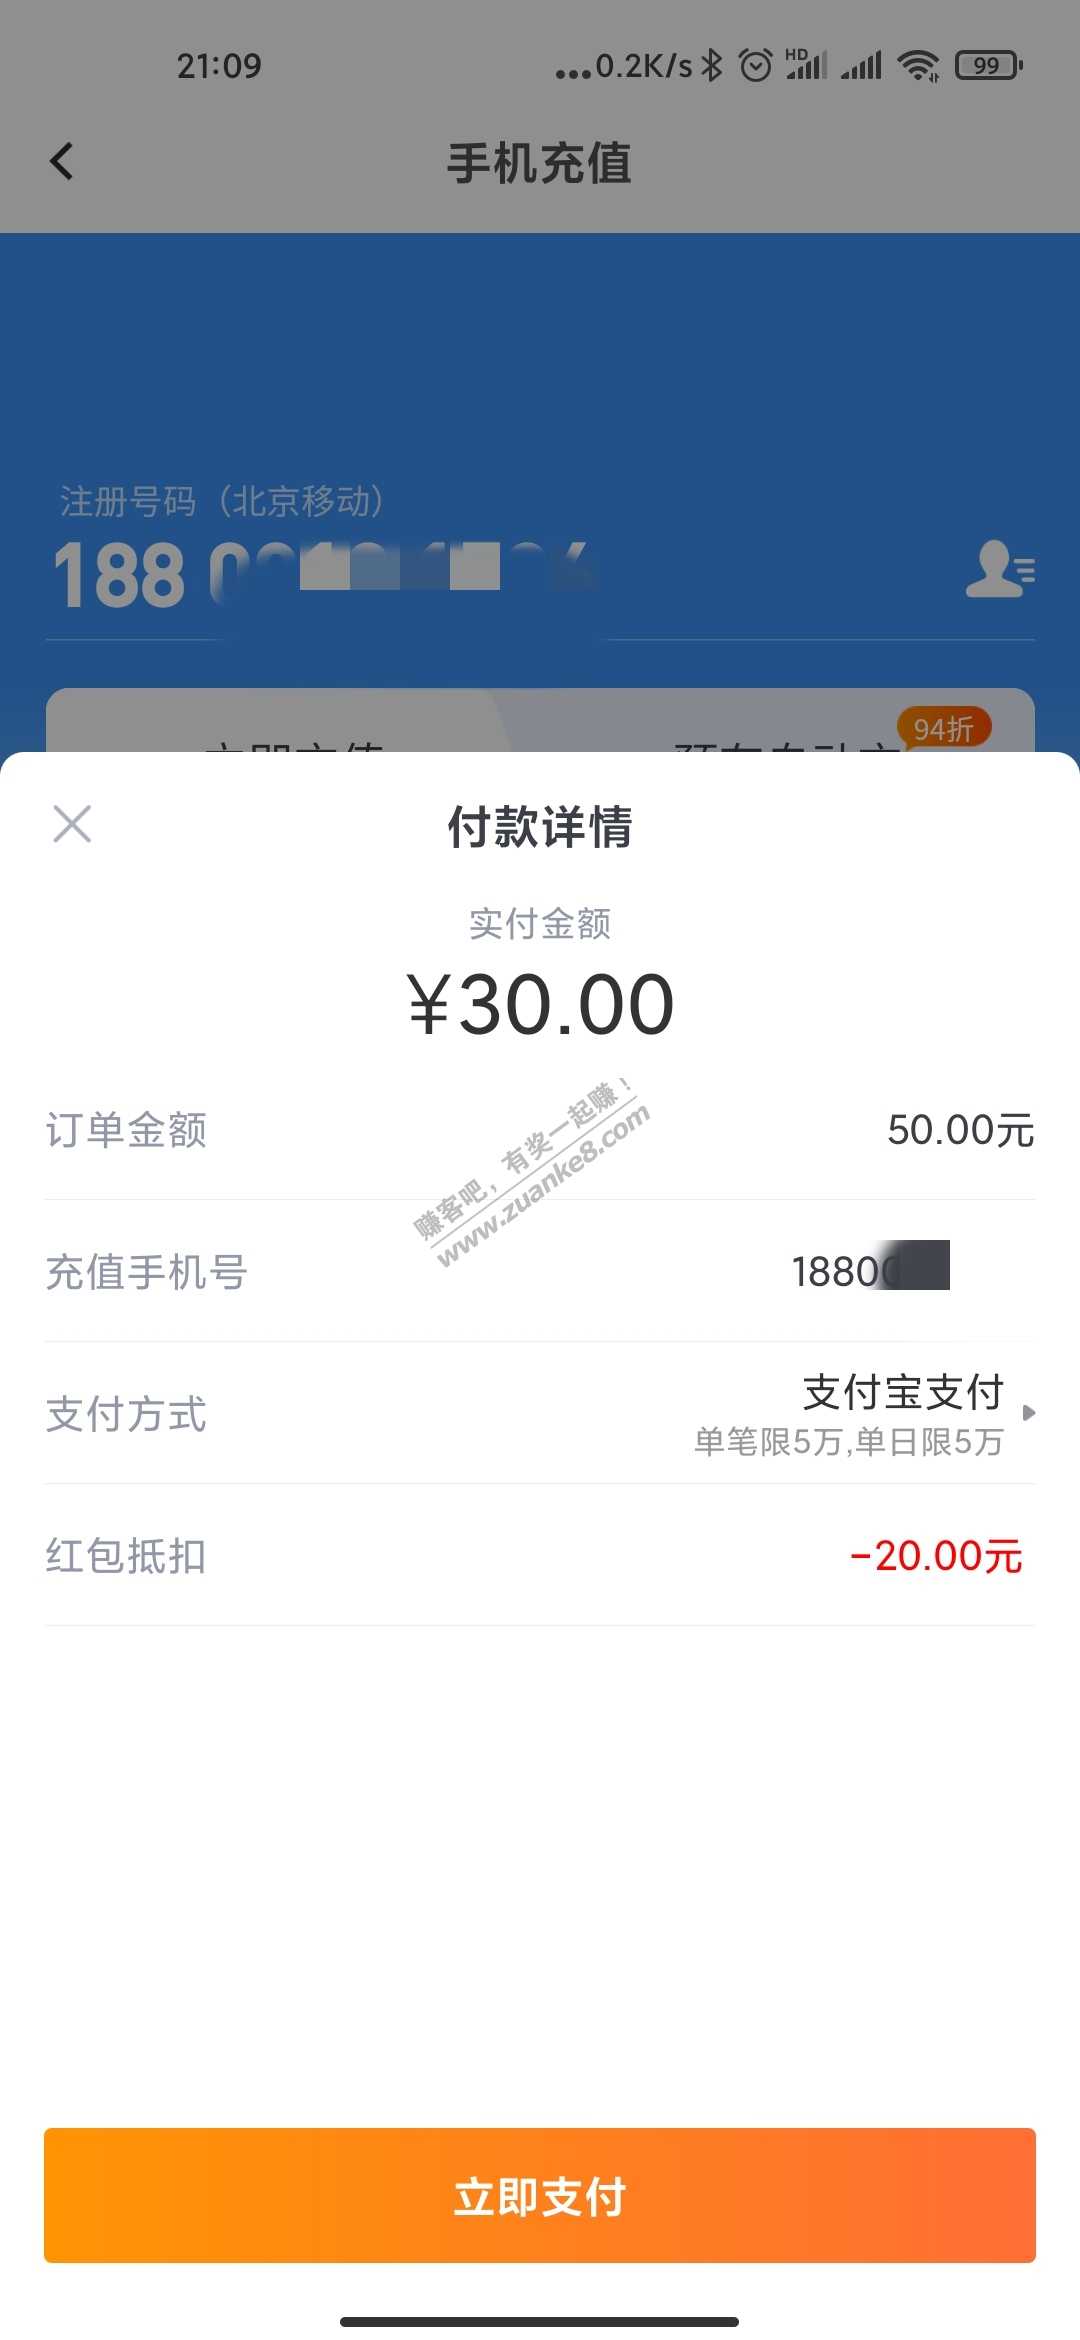 21:09
...0.2K/s
HD
99
手机充值
注册号码（北京移动）
188
94折
付款详情
实付金额
¥30.00
订单金额
50.00元
赚客吧，有奖一起赚！
www.zuanke8.com
充值手机号
1880
支付方式
支付宝支付
单笔限5万,单日限5万
红包抵扣
-20.00元
立即支付